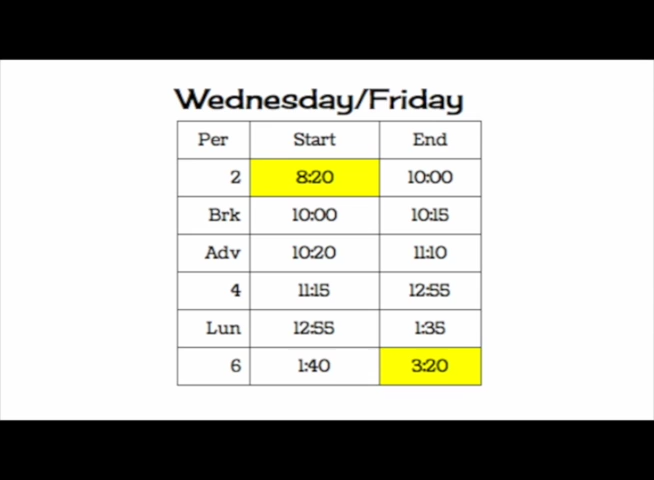 Wednesday/Friday
Per Start End
2 8:20 10:00
Brk 10:00 10:15
Adv 10:20 11:10
4 11:15 12:55
Lun 12:55 1:35
6 1:40 3:20